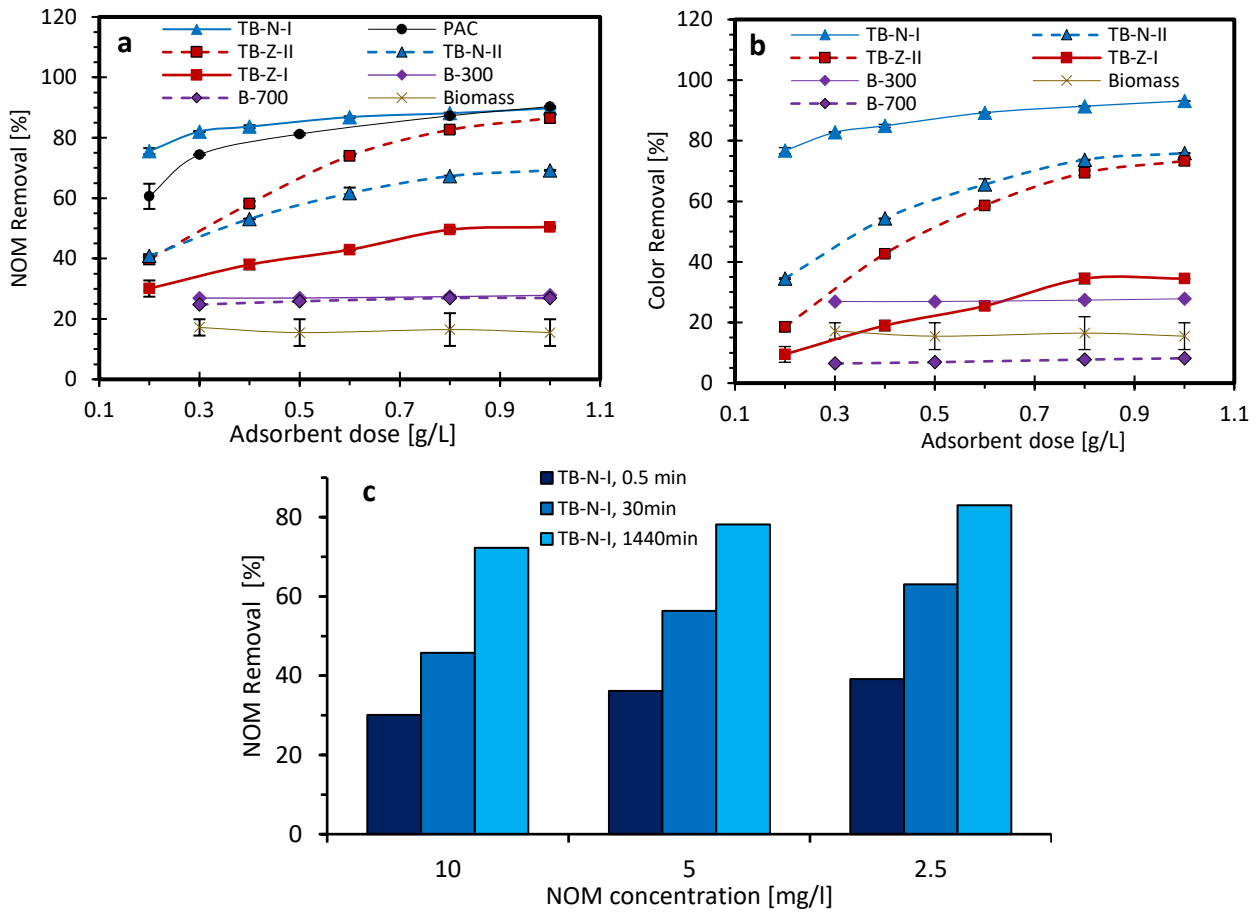 a
TB-N-I PAC
TB-Z-II TB-N-II
TB-Z-I B-300
B-700 Biomass
NOM Removal [%]
120
100
80
60
40
20
0
0.1 0.3 0.5 0.7 0.9 1.1
Adsorbent dose [g/L]
b
TB-N-I TB-N-II
TB-Z-II TB-Z-I
B-300 Biomass
B-700
Color Removal [%]
120
100
80
60
40
20
0
0.1 0.3 0.5 0.7 0.9 1.1
Adsorbent dose [g/L]
c
TB-N-I, 0.5 min
TB-N-I, 30min
TB-N-I, 1440min
NOM Removal [%]
80
60
40
20
0
10 5 2.5
NOM concentration [mg/l]